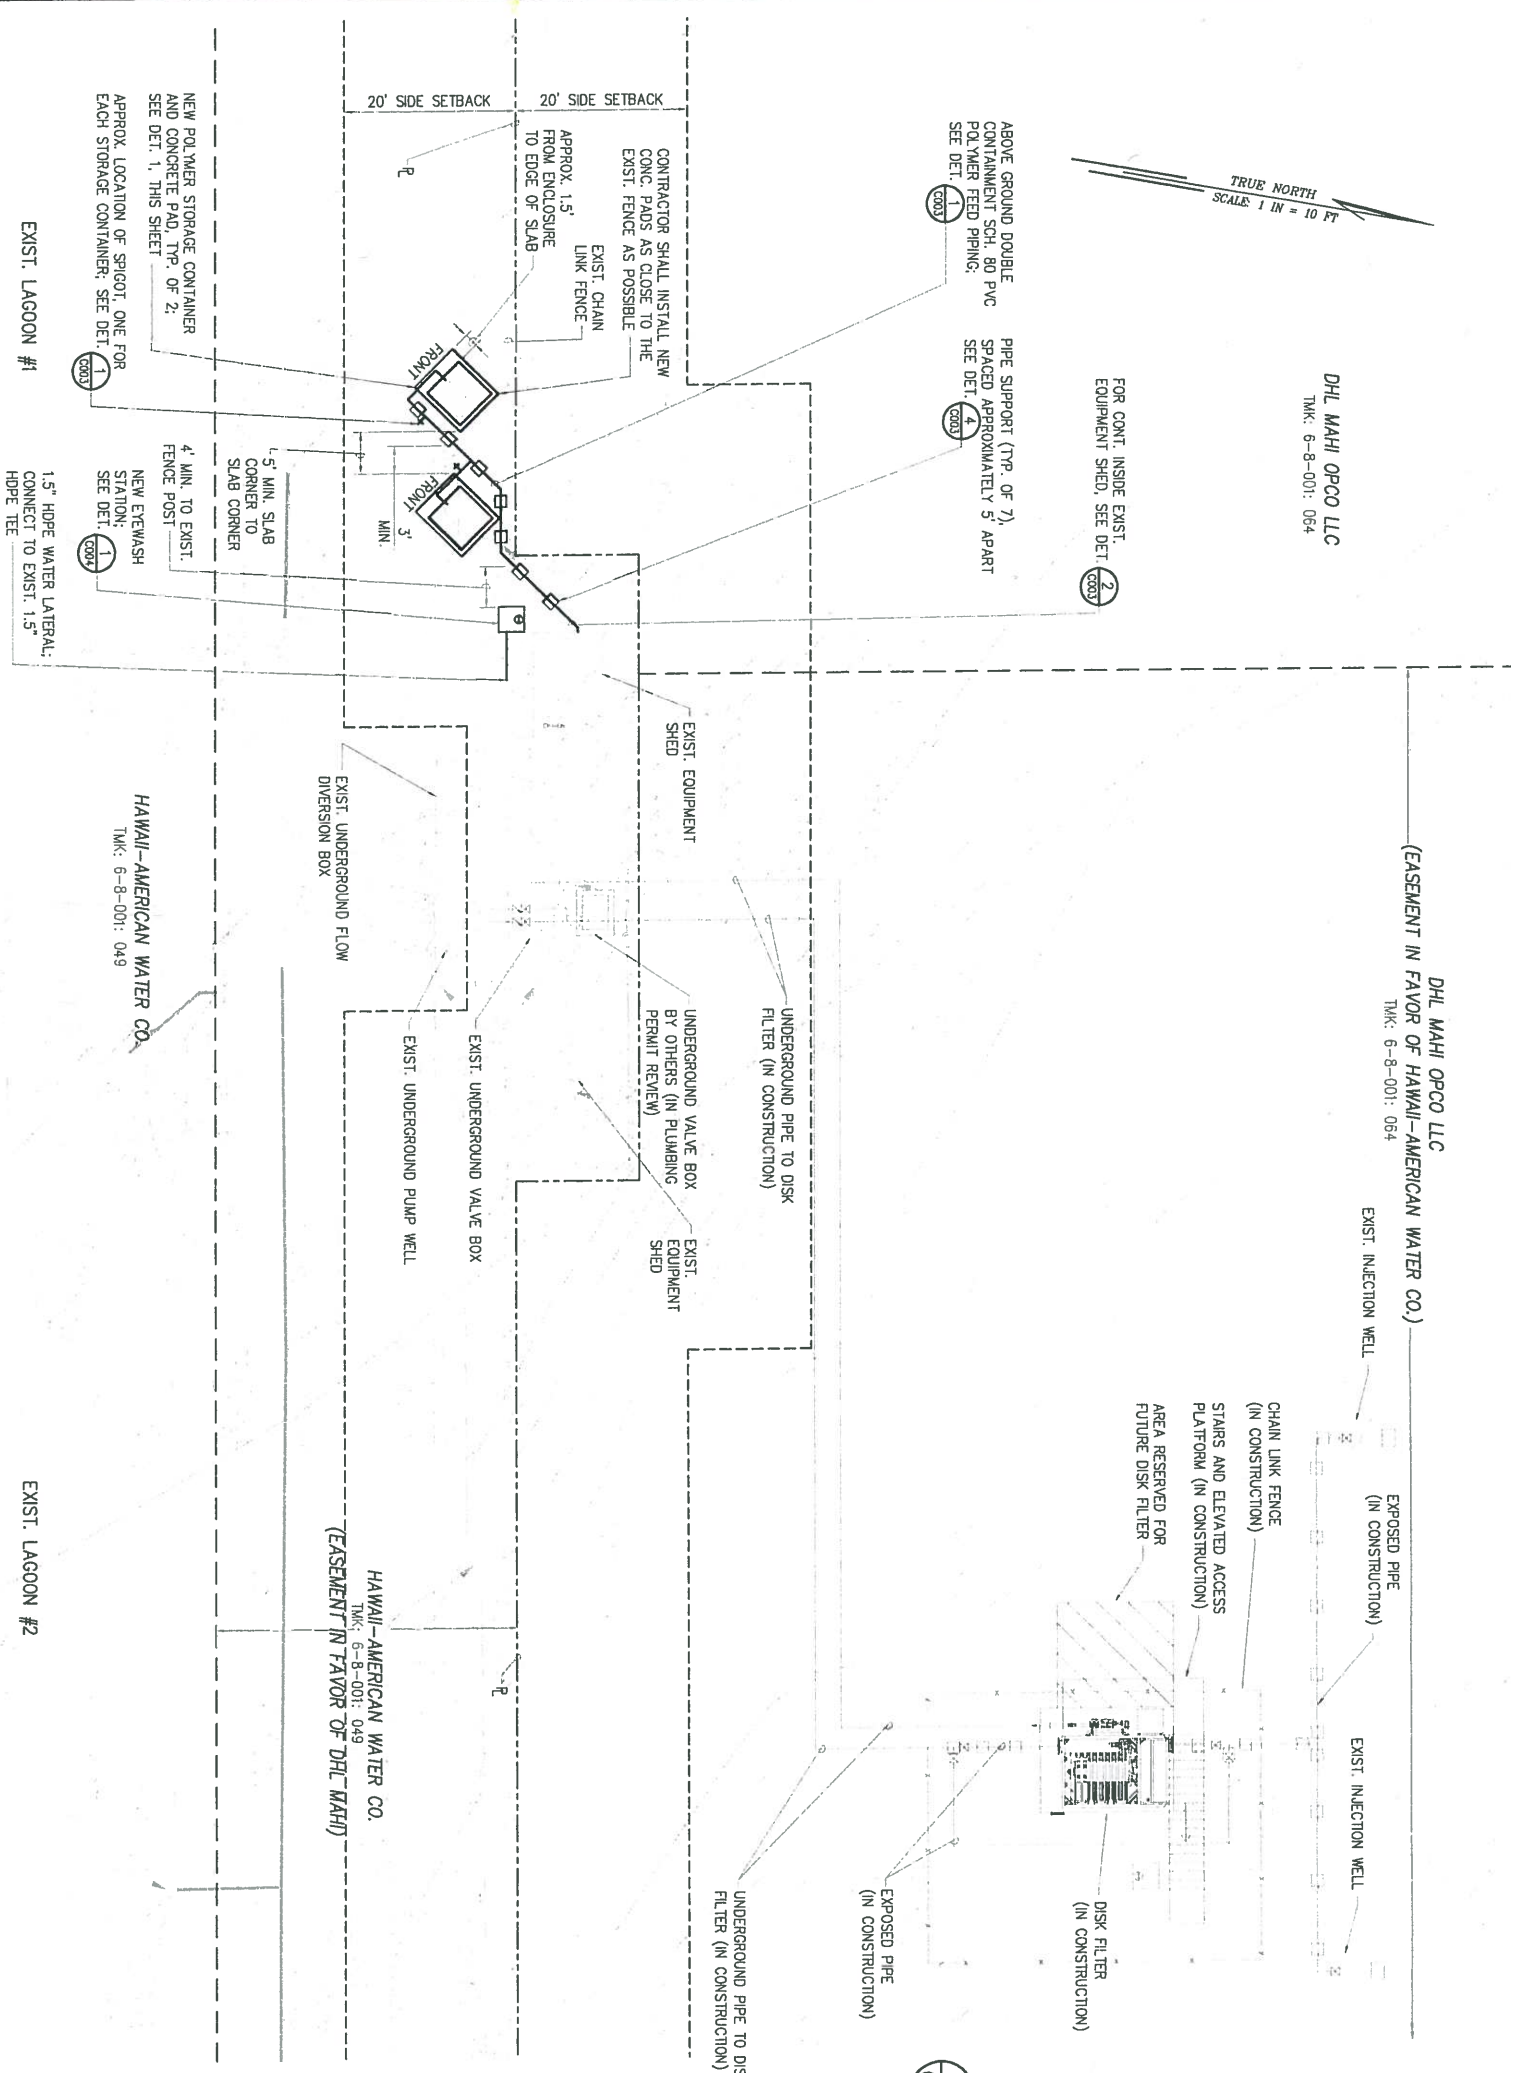 TRUE NORTH
SCALE: 1 IN = 10 FT
DHL MAHI OPCO LLC
TMK: 6-8-001: 064
DHL MAHI OPCO LLC
(EASEMENT IN FAVOR OF HAWAII-AMERICAN WATER CO.)
TMK: 6-8-001: 064
EXIST. INJECTION WELL
EXPOSED PIPE
(IN CONSTRUCTION)
EXIST. INJECTION WELL
CHAIN LINK FENCE
(IN CONSTRUCTION)
STAIRS AND ELEVATED ACCESS
PLATFORM (IN CONSTRUCTION)
AREA RESERVED FOR
FUTURE DISK FILTER
DISK FILTER
(IN CONSTRUCTION)
EXPOSED PIPE
(IN CONSTRUCTION)
UNDERGROUND PIPE TO DIS
FILTER (IN CONSTRUCTION)
FOR CONT. INSIDE EXIST.
EQUIPMENT SHED, SEE DET.
2
C003
ABOVE GROUND DOUBLE
CONTAINMENT SCH. 80 PVC
POLYMER FEED PIPING;
SEE DET.
1
C003
PIPE SUPPORT (TYP. OF 7),
SPACED APPROXIMATELY 5' APART
SEE DET.
4
C003
UNDERGROUND PIPE TO DISK
FILTER (IN CONSTRUCTION)
EXIST. EQUIPMENT
SHED
UNDERGROUND VALVE BOX
BY OTHERS (IN PLUMBING
PERMIT REVIEW)
EXIST.
EQUIPMENT
SHED
20' SIDE SETBACK
20' SIDE SETBACK
CONTRACTOR SHALL INSTALL NEW
CONC. PADS AS CLOSE TO THE
EXIST. FENCE AS POSSIBLE
EXIST. CHAIN
LINK FENCE
APPROX. 1.5'
FROM ENCLOSURE
TO EDGE OF SLAB
PL
FRONT
FRONT
3'
MIN.
EXIST. UNDERGROUND VALVE BOX
EXIST. UNDERGROUND PUMP WELL
EXIST. UNDERGROUND FLOW
DIVERSION BOX
PL
HAWAII-AMERICAN WATER CO.
TMK: 6-8-001: 049
(EASEMENT IN FAVOR OF DHL MAHI)
NEW POLYMER STORAGE CONTAINER
AND CONCRETE PAD, TYP. OF 2;
SEE DET. 1, THIS SHEET
APPROX. LOCATION OF SPIGOT, ONE FOR
EACH STORAGE CONTAINER; SEE DET.
1
C003
5' MIN. SLAB
CORNER TO
SLAB CORNER
4' MIN. TO EXIST.
FENCE POST
NEW EYEWASH
STATION;
SEE DET.
1
C004
1.5" HDPE WATER LATERAL;
CONNECT TO EXIST. 1.5"
HDPE TEE
HAWAII-AMERICAN WATER CO.
TMK: 6-8-001: 049
EXIST. LAGOON #1
EXIST. LAGOON #2